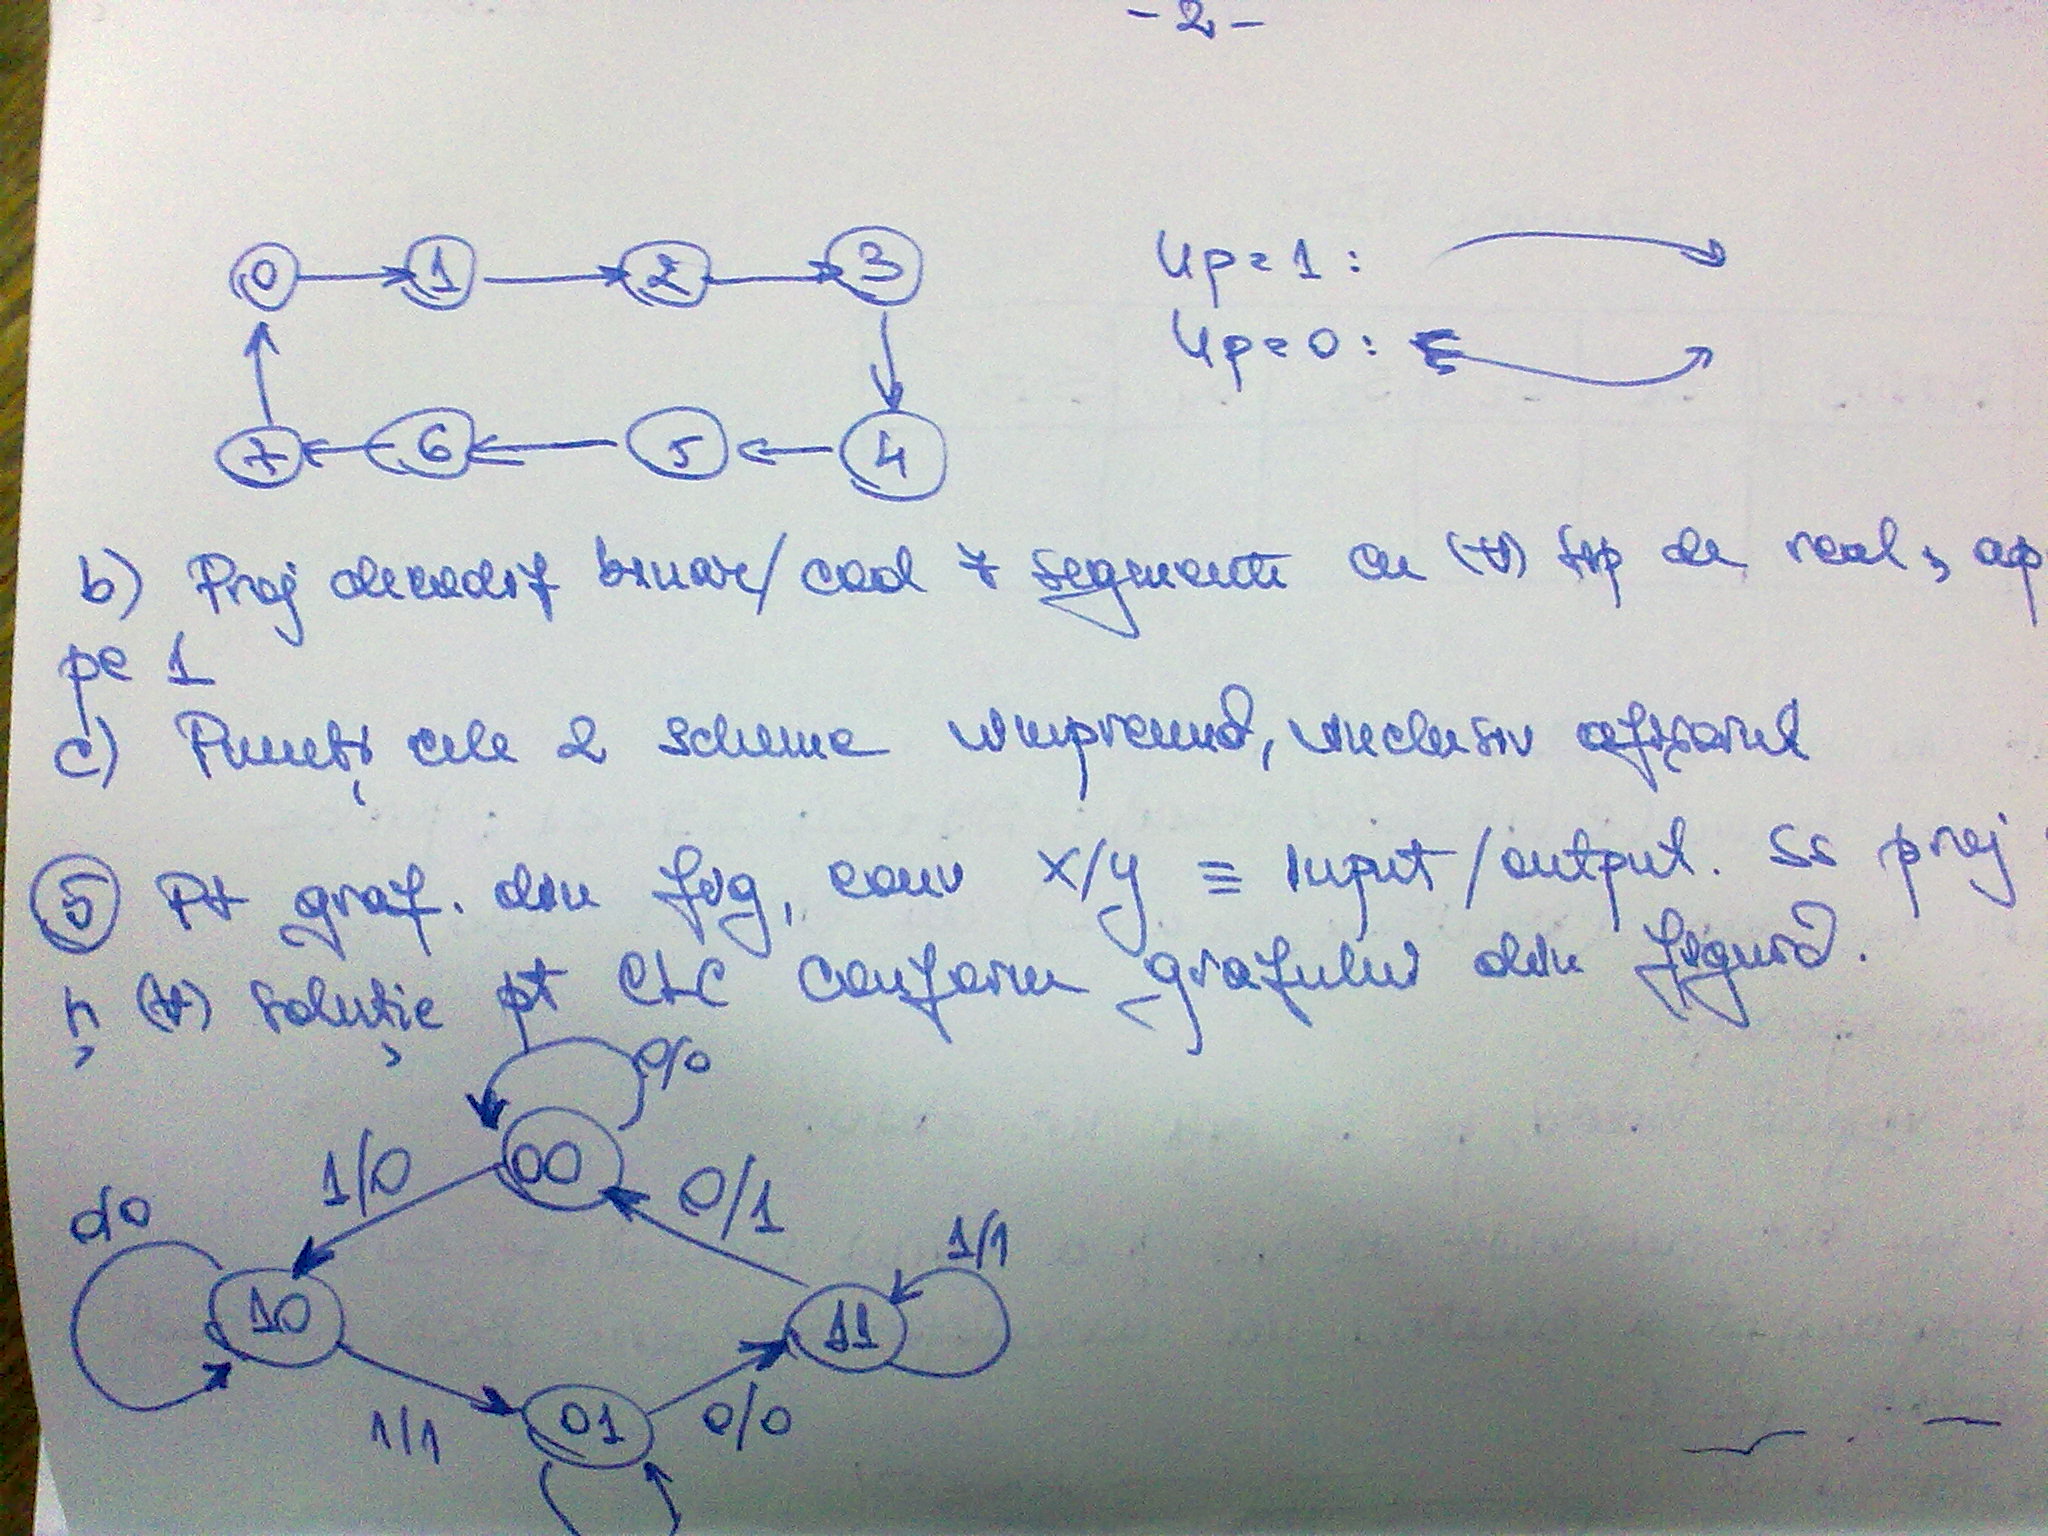 - 2 -
0 1 2 3
Up = 1 :
Up = 0 :
7 6 5 4
b) Proj decodif binar/cod 7 segmente cu (∀) tip de real, ap
pe 1
c) Puneți cele 2 scheme împreună, inclusiv afișarul
5 Pt graf. din fig, conv x/y ≡ input/output. Să proj
ți (∀) soluție pt CLC conform grafului din figură.
0/0
00
1/0 0/1
1/1
10 11
1/1 01 0/0